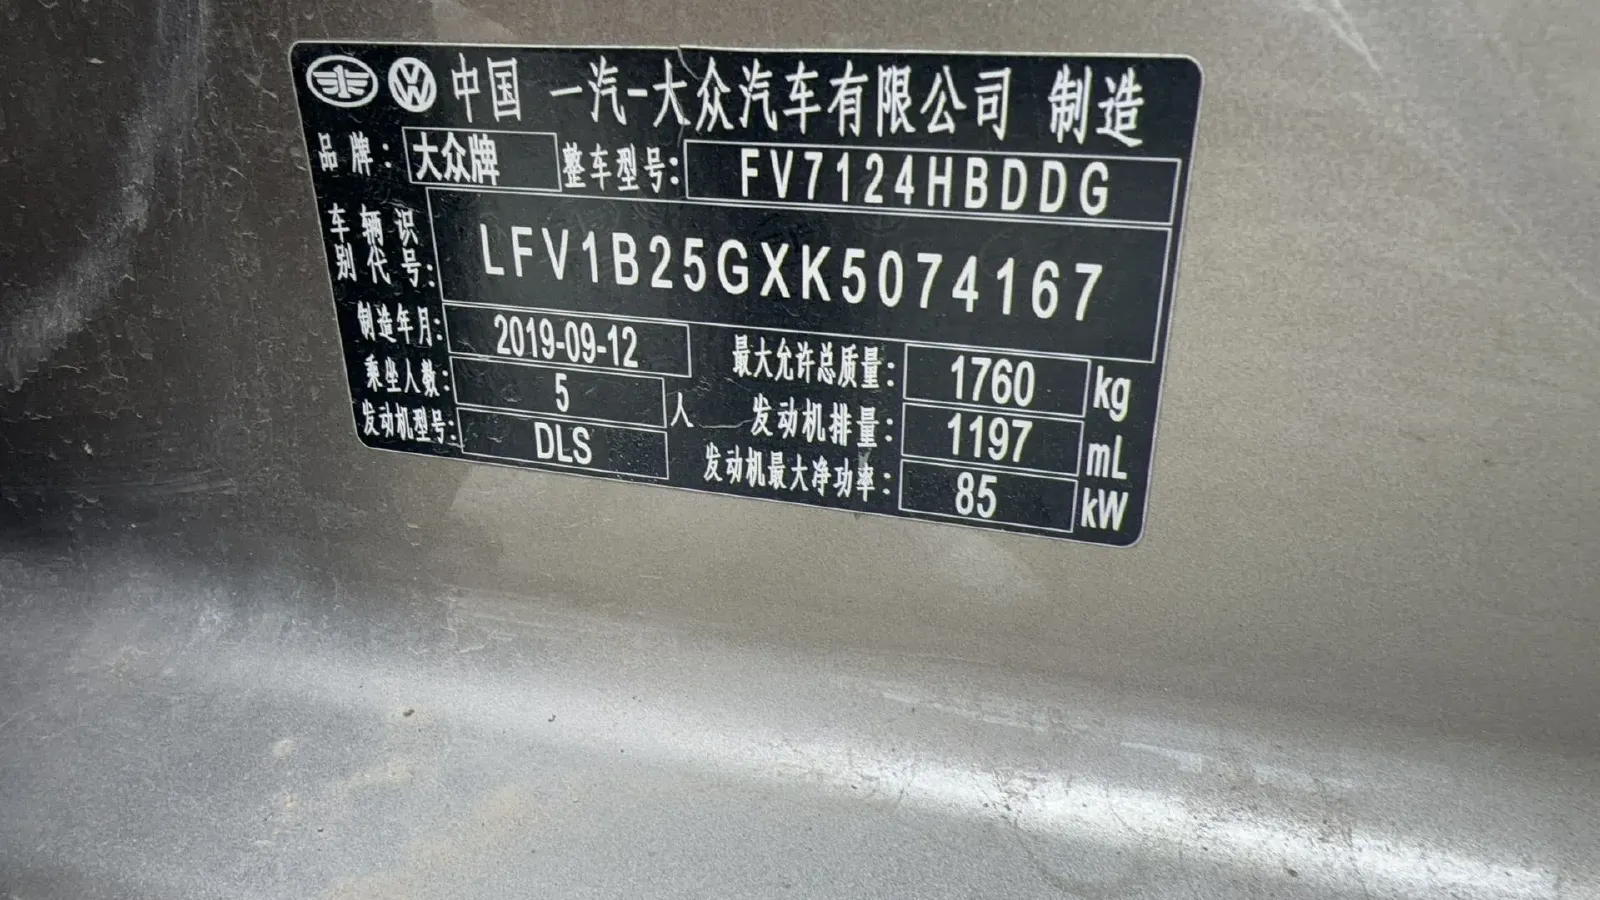 中国 一汽-大众汽车有限公司 制造
品牌: 大众牌 整车型号: FV7124HBDDG
车辆识别代号: LFV1B25GXK5074167
制造年月: 2019-09-12 最大允许总质量: 1760 kg
乘坐人数: 5 人 发动机排量: 1197 mL
发动机型号: DLS 发动机最大净功率: 85 kW